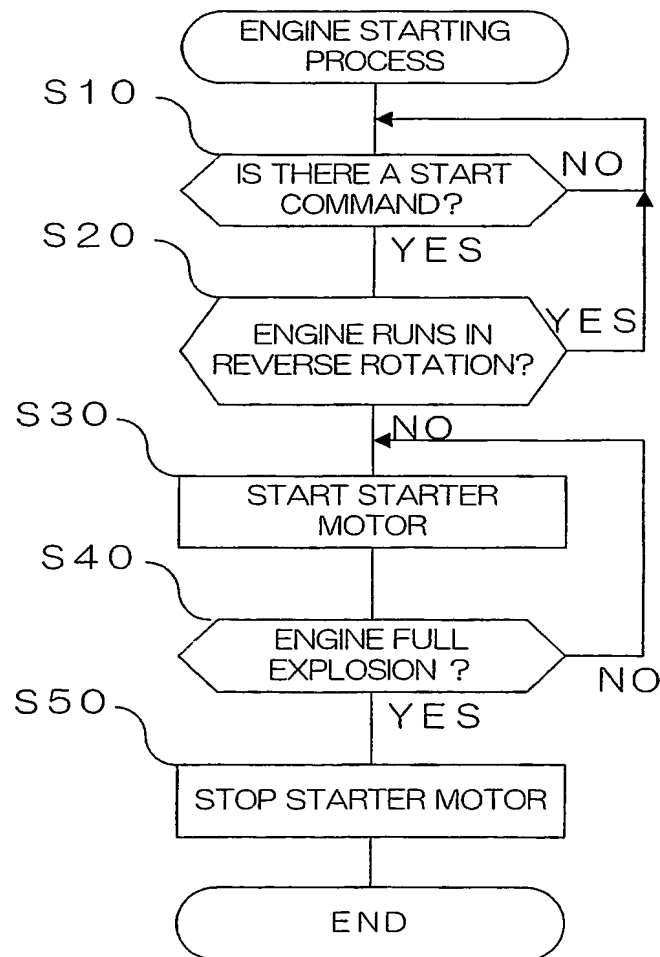 ENGINE STARTING
PROCESS
S10
IS THERE A START
COMMAND?
NO
YES
S20
ENGINE RUNS IN
REVERSE ROTATION?
YES
NO
S30
START STARTER
MOTOR
S40
ENGINE FULL
EXPLOSION ?
NO
YES
S50
STOP STARTER MOTOR
END